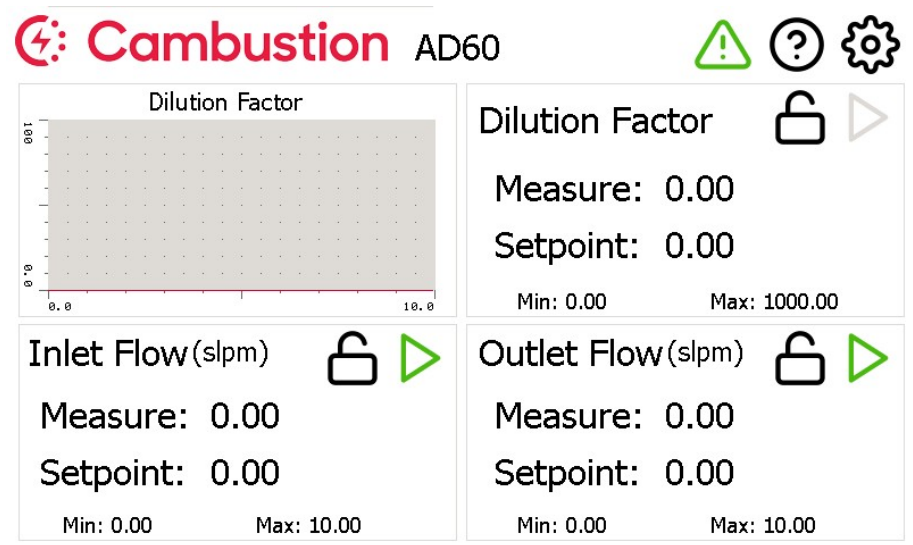 Cambustion AD60
Dilution Factor
100
0.0
0.0 10.0
Dilution Factor
Measure: 0.00
Setpoint: 0.00
Min: 0.00 Max: 1000.00
Inlet Flow (slpm)
Measure: 0.00
Setpoint: 0.00
Min: 0.00 Max: 10.00
Outlet Flow (slpm)
Measure: 0.00
Setpoint: 0.00
Min: 0.00 Max: 10.00